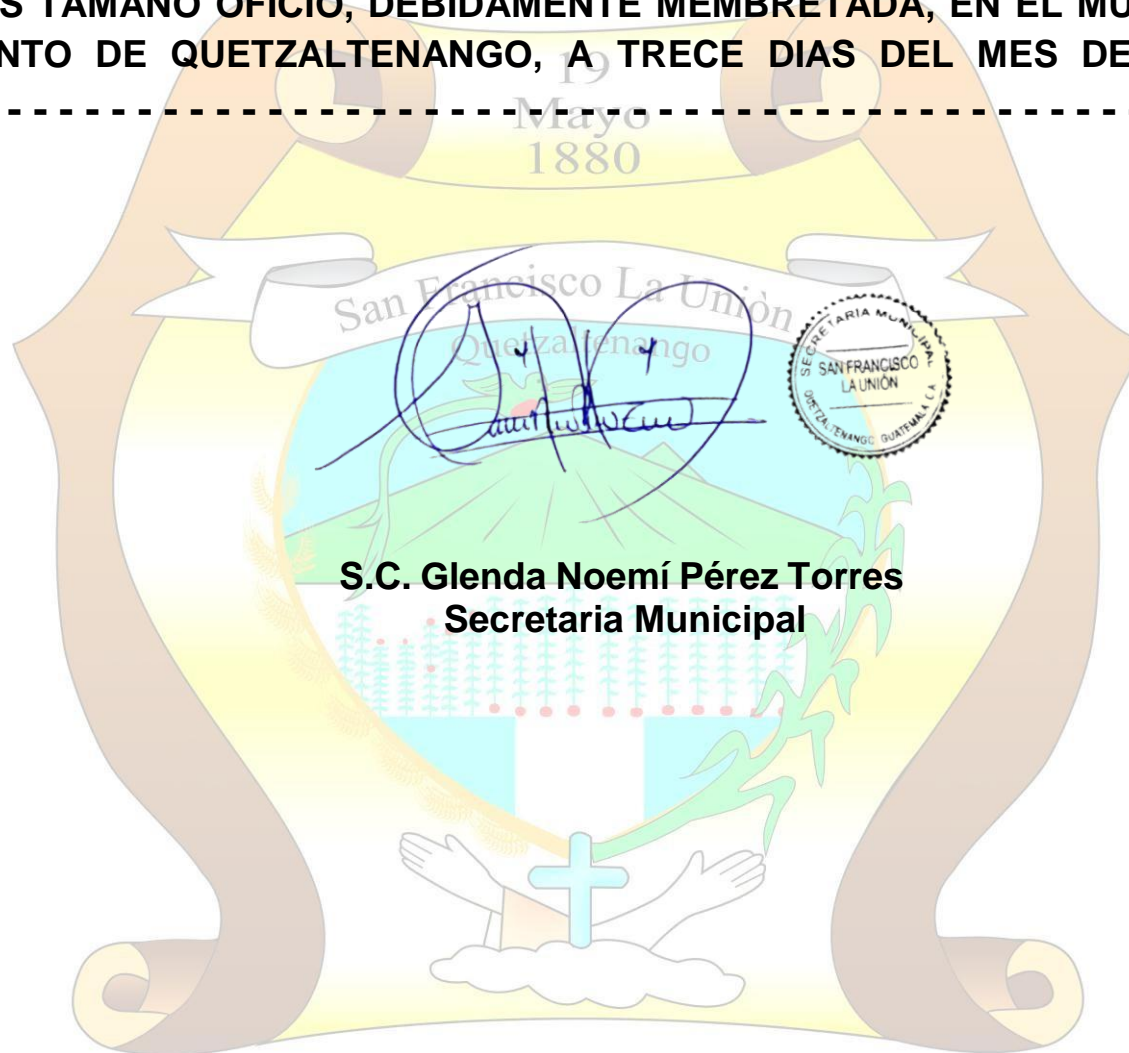 S TAMAÑO OFICIO, DEBIDAMENTE MEMBRETADA, EN EL MU
NTO DE QUETZALTENANGO, A TRECE DIAS DEL MES DE
- - - - - - - - - - - - - - - - - - - - - - - - - - - - - - - - - - - - - - - - - - - -
19
Mayo
1880
San Francisco La Uniòn
Quetzaltenango
SECRETARIA MUNICIPAL
SAN FRANCISCO
LA UNIÓN
QUETZALTENANGO GUATEMALA C.A.
S.C. Glenda Noemí Pérez Torres
Secretaria Municipal